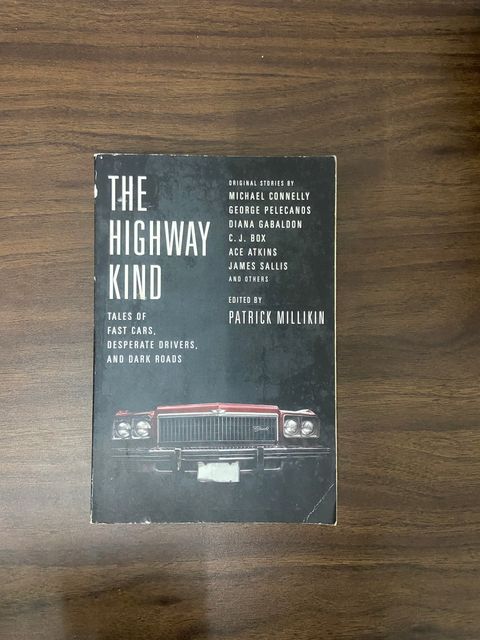 THE
HIGHWAY
KIND
TALES OF
FAST CARS,
DESPERATE DRIVERS,
AND DARK ROADS
ORIGINAL STORIES BY
MICHAEL CONNELLY
GEORGE PELECANOS
DIANA GABALDON
C.J. BOX
ACE ATKINS
JAMES SALLIS
AND OTHERS
EDITED BY
PATRICK MILLIKIN